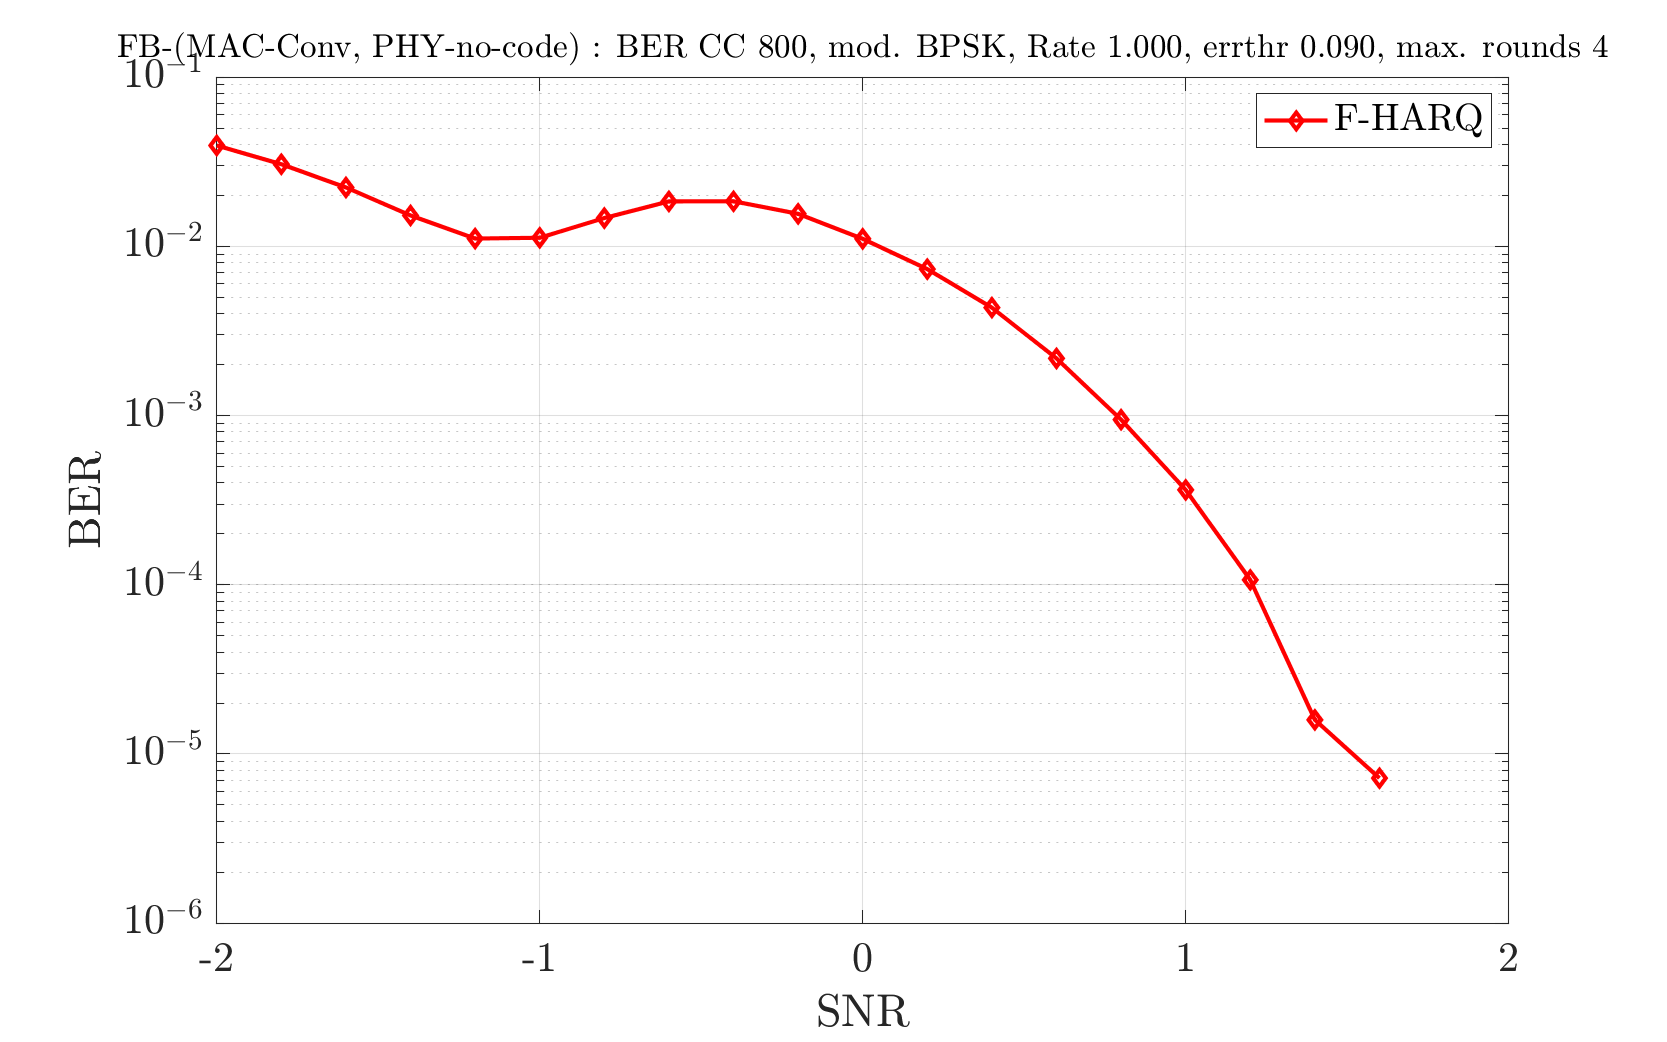 FB-(MAC-Conv, PHY-no-code) : BER CC 800, mod. BPSK, Rate 1.000, errthr 0.090, max. rounds 4
F-HARQ
10^{-1}
10^{-2}
10^{-3}
10^{-4}
10^{-5}
10^{-6}
BER
-2 -1 0 1 2
SNR